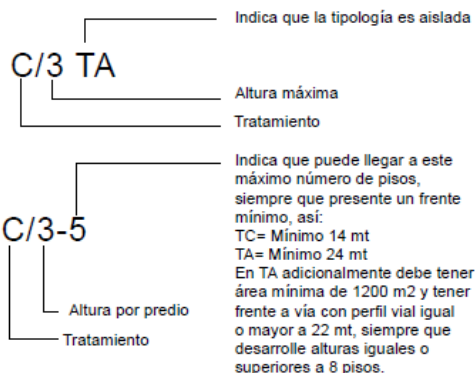 Indica que la tipología es aislada
C/3 TA
Altura máxima
Tratamiento
Indica que puede llegar a este
máximo número de pisos,
siempre que presente un frente
mínimo, así:
TC= Mínimo 14 mt
TA= Mínimo 24 mt
En TA adicionalmente debe tener
área mínima de 1200 m2 y tener
frente a vía con perfil vial igual
o mayor a 22 mt, siempre que
desarrolle alturas iguales o
superiores a 8 pisos.
C/3-5
Altura por predio
Tratamiento